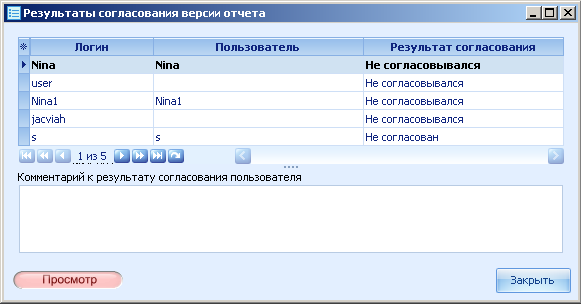 Результаты согласования версии отчета
Логин Пользователь Результат согласования
Nina Nina Не согласовывался
user Не согласовывался
Nina1 Nina1 Не согласовывался
jacviah Не согласовывался
s s Не согласован
1 из 5
Комментарий к результату согласования пользователя
Просмотр Закрыть